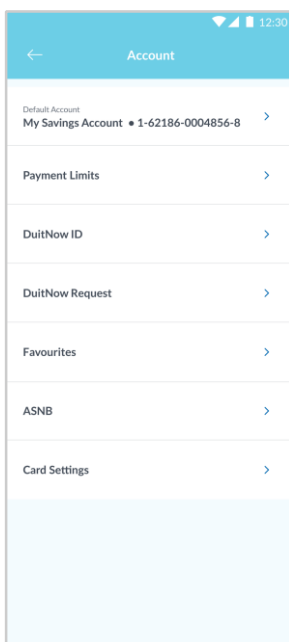 12:30
Account
Default Account
My Savings Account • 1-62186-0004856-8
Payment Limits
DuitNow ID
DuitNow Request
Favourites
ASNB
Card Settings